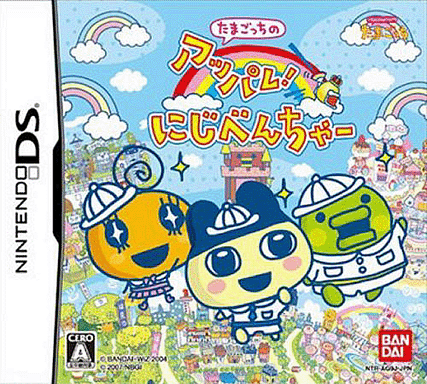 NINTENDO DS
たまごっちの
アッパレ!
にじべんちゃー
たまごっち
CERO
A
© BANDAI・WiZ 2004
© 2007 NBGI
BANDAI
NTR-AG9J-JPN